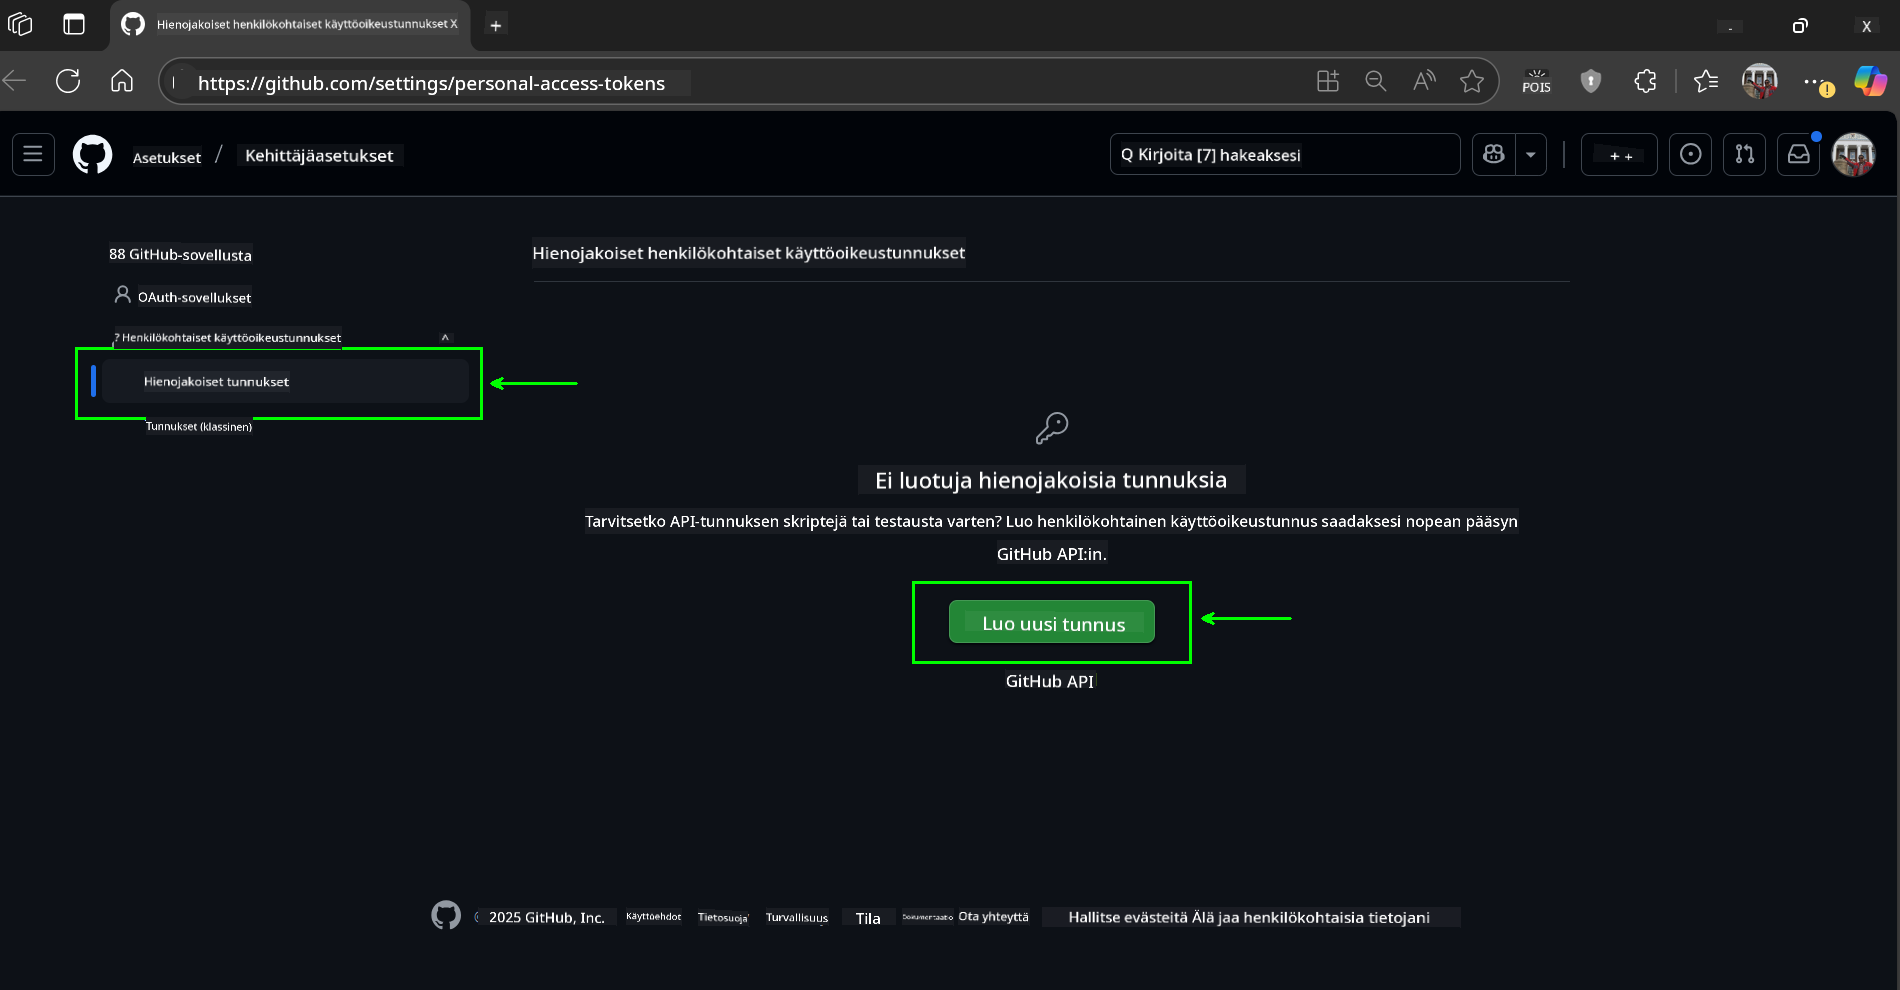 Hienojakoiset henkilökohtaiset käyttöoikeustunnukset X
+
- X
https://github.com/settings/personal-access-tokens
POIS
Asetukset / Kehittäjäasetukset
Q Kirjoita [7] hakeaksesi
+ +
88 GitHub-sovellusta
OAuth-sovellukset
? Henkilökohtaiset käyttöoikeustunnukset ^
Hienojakoiset tunnukset
Tunnukset (klassinen)
Hienojakoiset henkilökohtaiset käyttöoikeustunnukset
Ei luotuja hienojakoisia tunnuksia
Tarvitsetko API-tunnuksen skriptejä tai testausta varten? Luo henkilökohtainen käyttöoikeustunnus saadaksesi nopean pääsyn
GitHub API:in.
Luo uusi tunnus
GitHub API
2025 GitHub, Inc. Käyttöehdot Tietosuoja Turvallisuus Tila Dokumentaatio Ota yhteyttä Hallitse evästeitä Älä jaa henkilökohtaisia tietojani